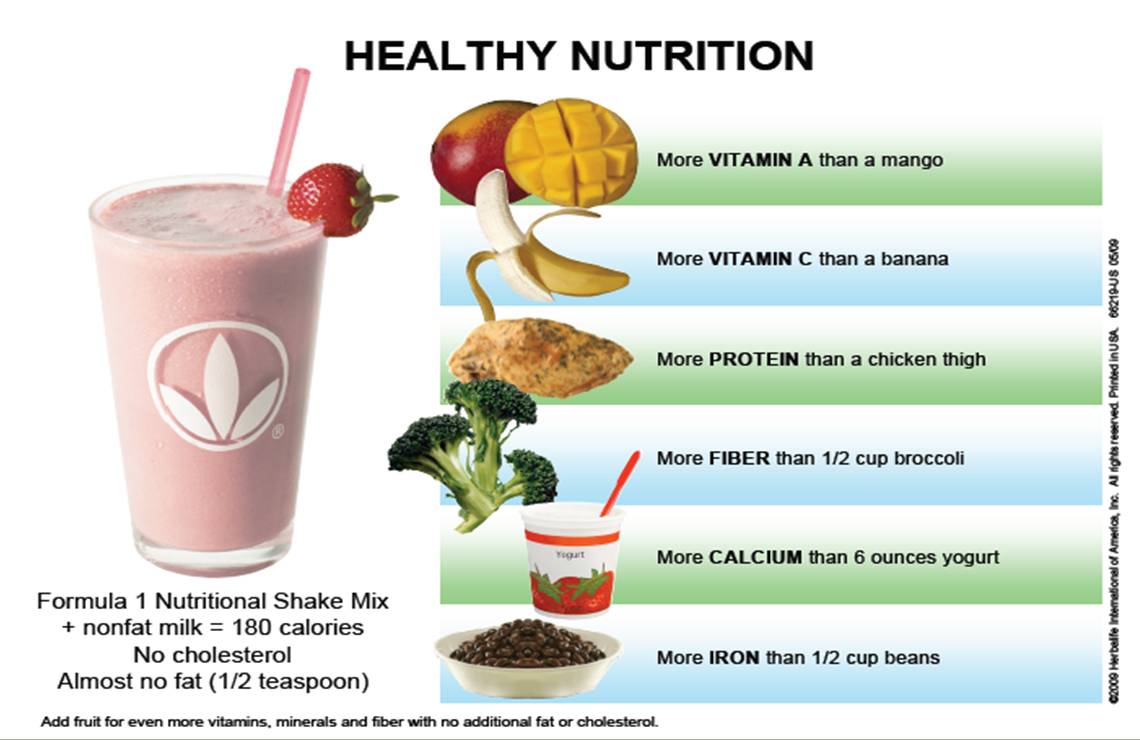 HEALTHY NUTRITION
More VITAMIN A than a mango
More VITAMIN C than a banana
More PROTEIN than a chicken thigh
More FIBER than 1/2 cup broccoli
Yogurt
More CALCIUM than 6 ounces yogurt
More IRON than 1/2 cup beans
®
Formula 1 Nutritional Shake Mix
+ nonfat milk = 180 calories
No cholesterol
Almost no fat (1/2 teaspoon)
Add fruit for even more vitamins, minerals and fiber with no additional fat or cholesterol.
©2009 Herbalife International of America, Inc. All rights reserved. Printed in USA. 66219-US 05/09